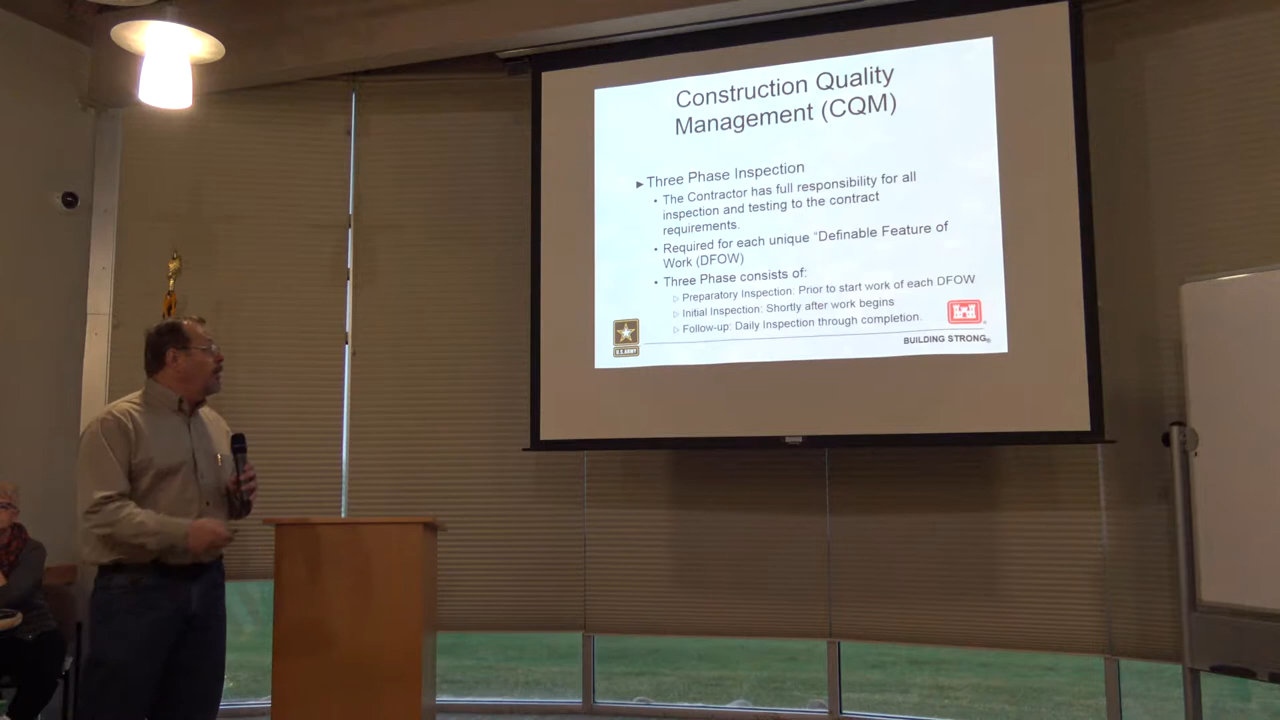 Construction Quality
Management (CQM)
Three Phase Inspection
• The Contractor has full responsibility for all
inspection and testing to the contract
requirements.
• Required for each unique “Definable Feature of
Work (DFOW)
• Three Phase consists of:
Preparatory Inspection: Prior to start work of each DFOW
Initial Inspection: Shortly after work begins
Follow-up: Daily Inspection through completion.
U.S. ARMY
BUILDING STRONG®